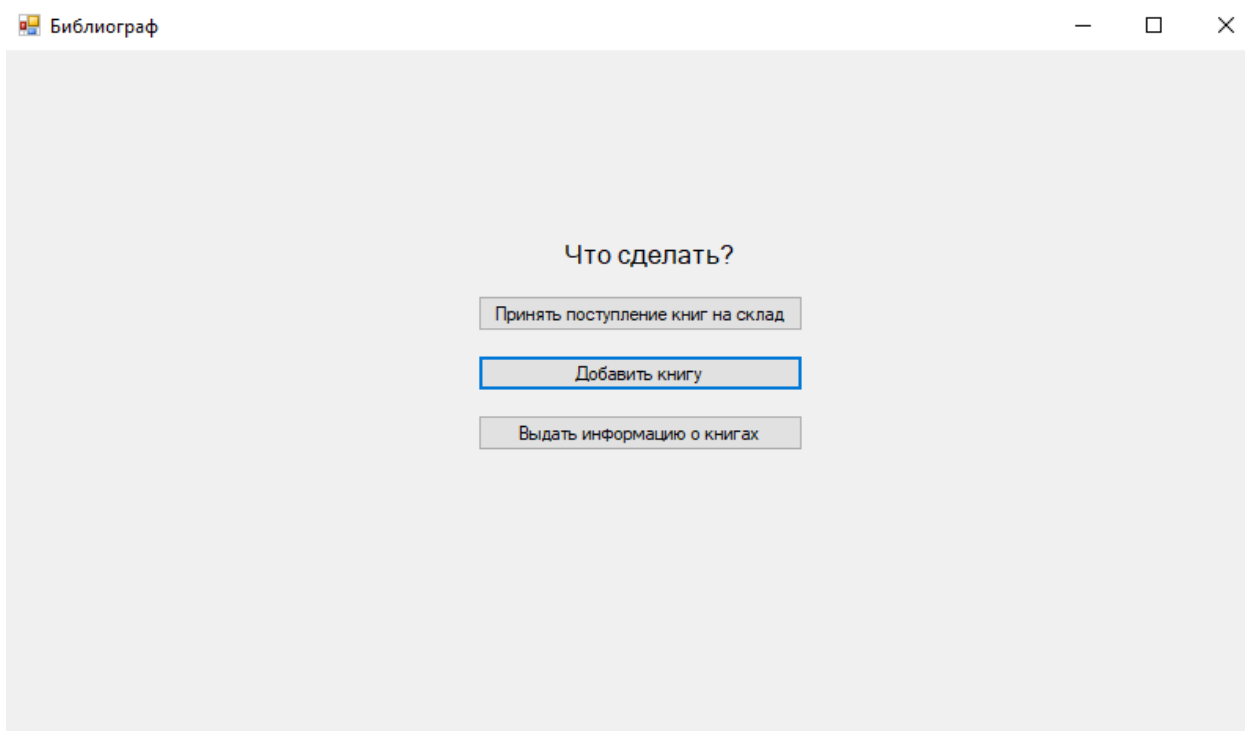 Библиограф
Что сделать?
Принять поступление книг на склад
Добавить книгу
Выдать информацию о книгах